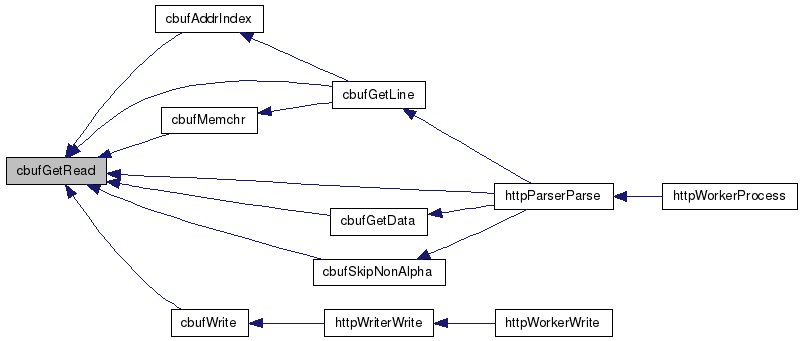 cbufAddrIndex
cbufGetLine
cbufMemchr
cbufGetRead
httpParserParse
httpWorkerProcess
cbufGetData
cbufSkipNonAlpha
cbufWrite
httpWriterWrite
httpWorkerWrite